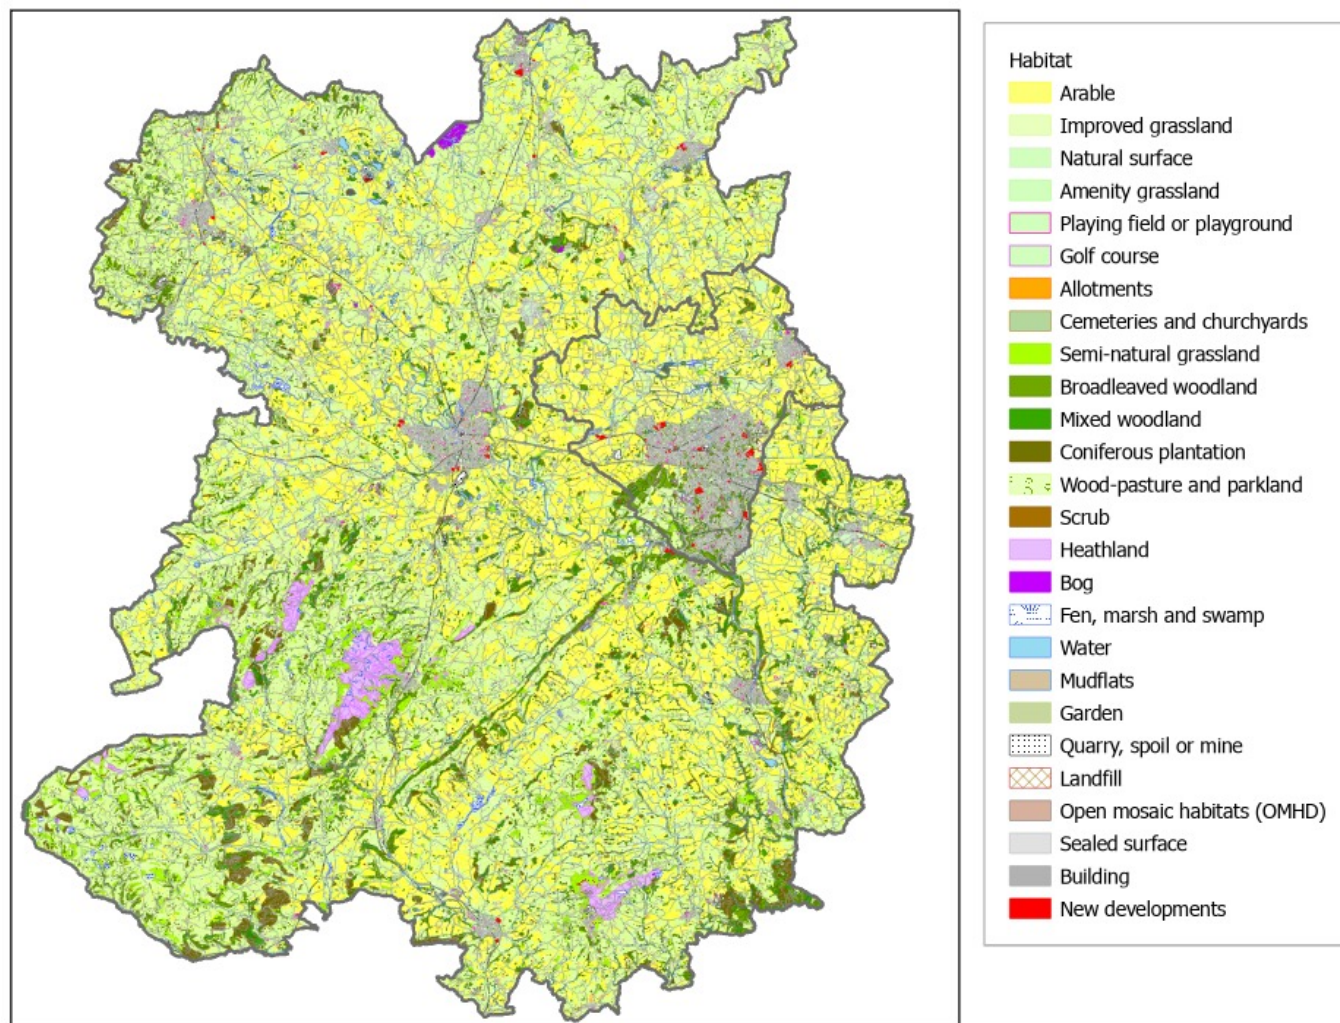 Habitat
Arable
Improved grassland
Natural surface
Amenity grassland
Playing field or playground
Golf course
Allotments
Cemeteries and churchyards
Semi-natural grassland
Broadleaved woodland
Mixed woodland
Coniferous plantation
Wood-pasture and parkland
Scrub
Heathland
Bog
Fen, marsh and swamp
Water
Mudflats
Garden
Quarry, spoil or mine
Landfill
Open mosaic habitats (OMHD)
Sealed surface
Building
New developments